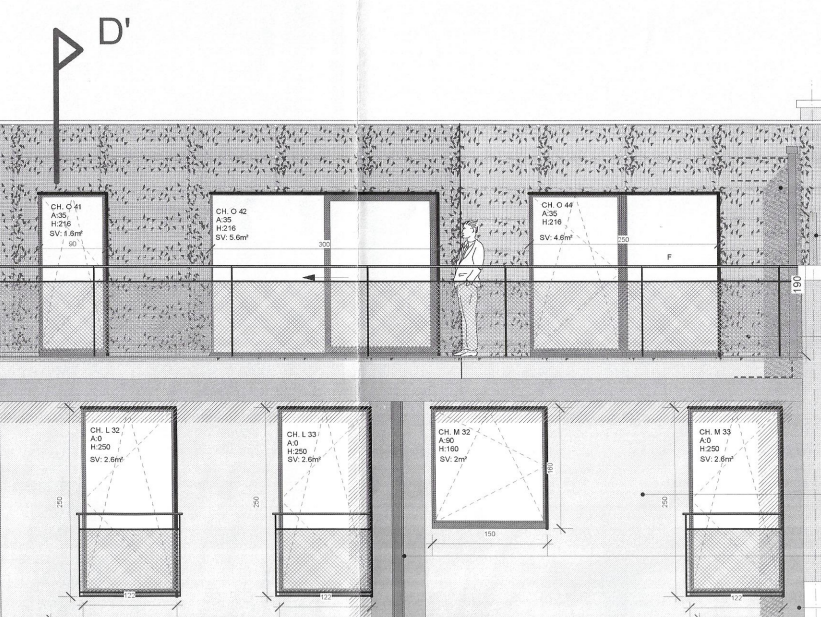 D'
CH. O 41
A:35
H:216
SV: 1.6m²
90
CH. O 42
A:35
H:216
SV: 5.6m²
300
CH. O 44
A:35
H:216
SV: 4.6m²
250
F
190
CH. L 32
A:0
H:250
SV: 2.6m²
250
122
CH. L 33
A:0
H:250
SV: 2.6m²
250
122
CH. M 32
A:90
H:160
SV: 2m²
160
150
CH. M 33
A:0
H:250
SV: 2.6m²
250
122